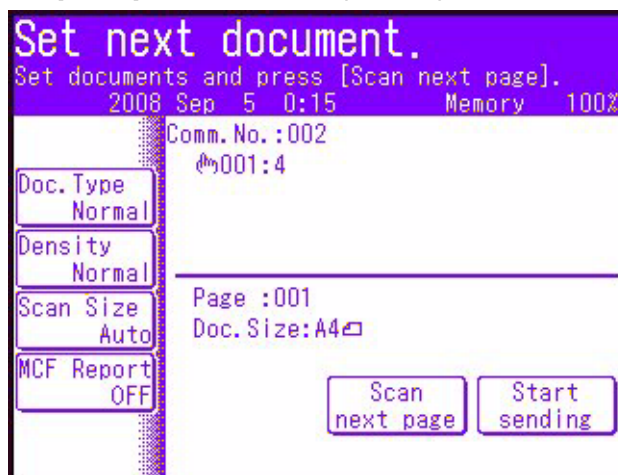 Set next document.
Set documents and press [Scan next page].
2008 Sep 5 0:15 Memory 100%
Comm. No. :002
001:4
Doc. Type
Normal
Density
Normal
Scan Size
Auto
MCF Report
OFF
Page :001
Doc. Size:A4
Scan
next page
Start
sending